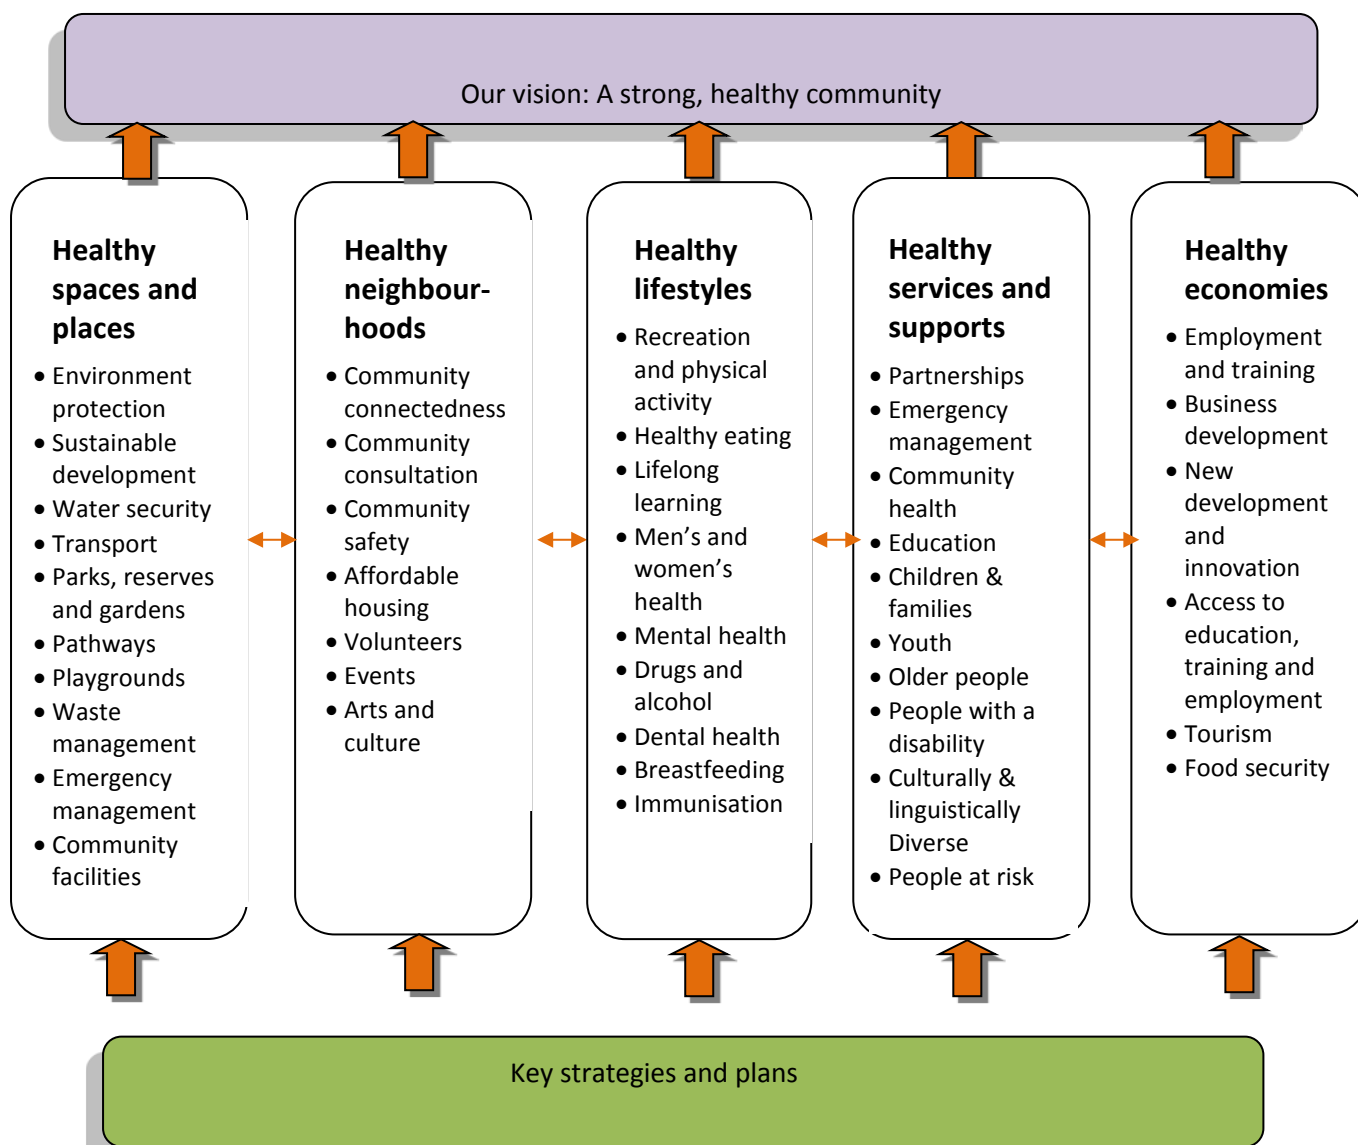 Our vision: A strong, healthy community
Healthy
spaces and
places
• Environment
protection
• Sustainable
development
• Water security
• Transport
• Parks, reserves
and gardens
• Pathways
• Playgrounds
• Waste
management
• Emergency
management
• Community
facilities
Healthy
neighbour-
hoods
• Community
connectedness
• Community
consultation
• Community
safety
• Affordable
housing
• Volunteers
• Events
• Arts and
culture
Healthy
lifestyles
• Recreation
and physical
activity
• Healthy eating
• Lifelong
learning
• Men’s and
women’s
health
• Mental health
• Drugs and
alcohol
• Dental health
• Breastfeeding
• Immunisation
Healthy
services and
supports
• Partnerships
• Emergency
management
• Community
health
• Education
• Children &
families
• Youth
• Older people
• People with a
disability
• Culturally &
linguistically
Diverse
• People at risk
Healthy
economies
• Employment
and training
• Business
development
• New
development
and
innovation
• Access to
education,
training and
employment
• Tourism
• Food security
Key strategies and plans